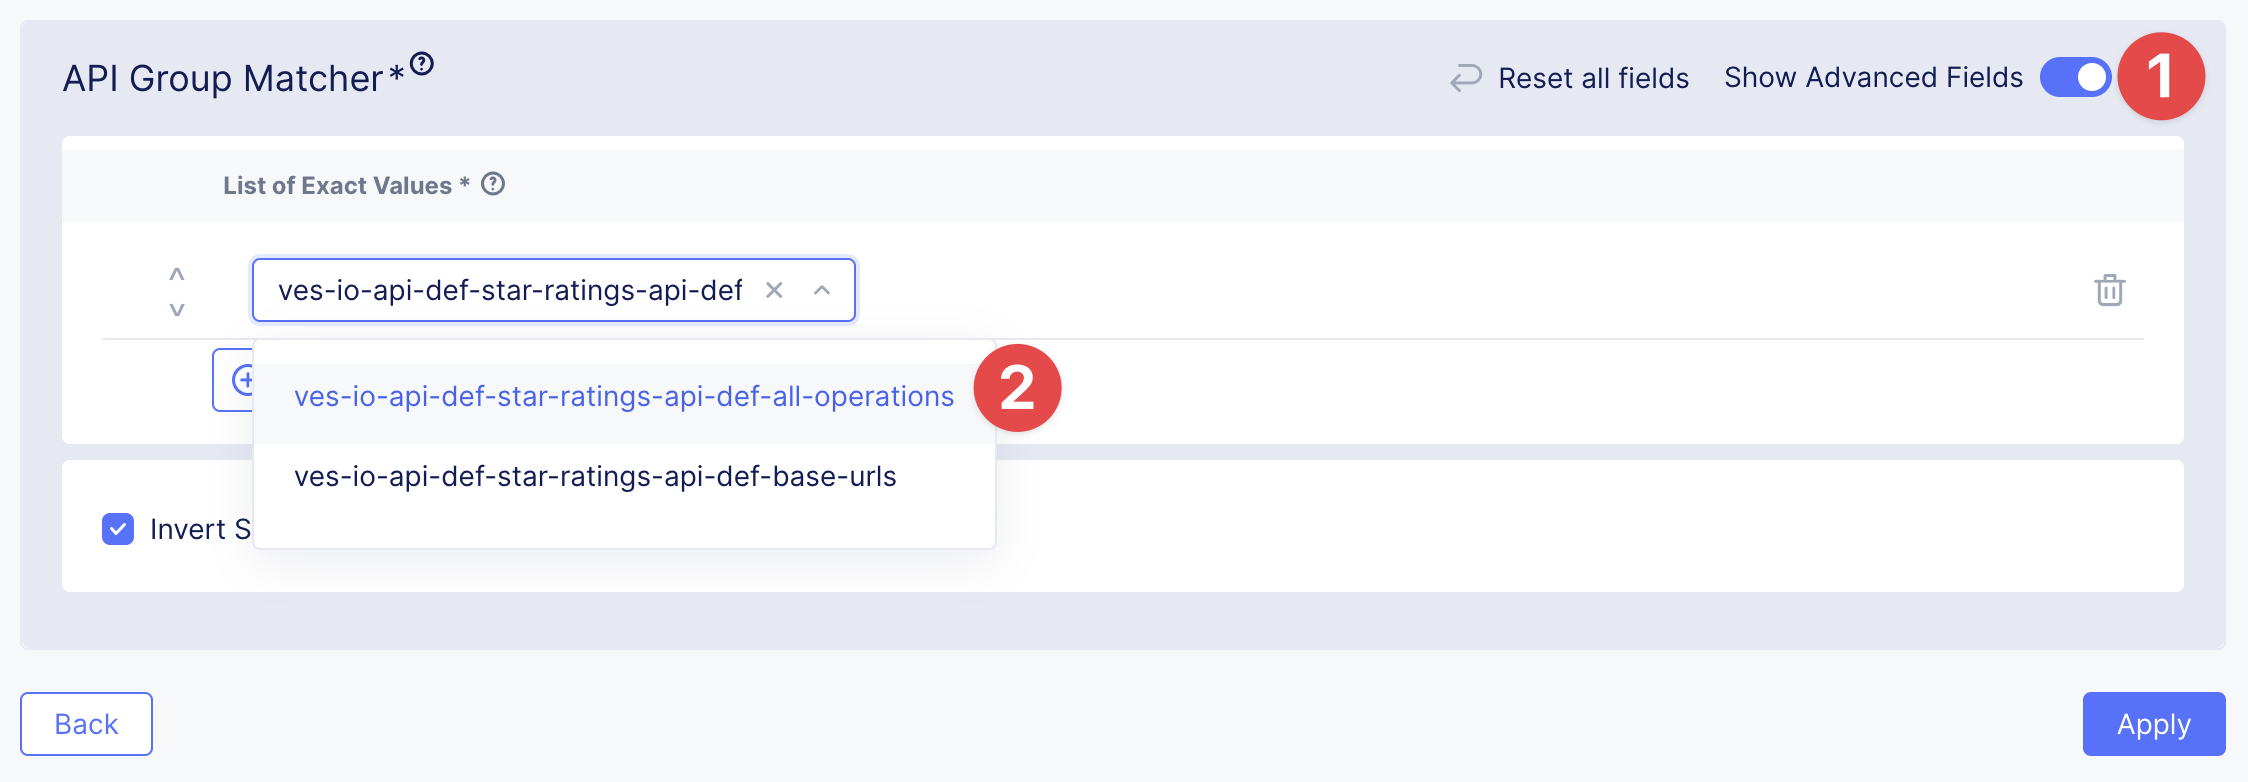 API Group Matcher*
Reset all fields
Show Advanced Fields
1
List of Exact Values *
ves-io-api-def-star-ratings-api-def
ves-io-api-def-star-ratings-api-def-all-operations
2
ves-io-api-def-star-ratings-api-def-base-urls
Invert S
Back
Apply